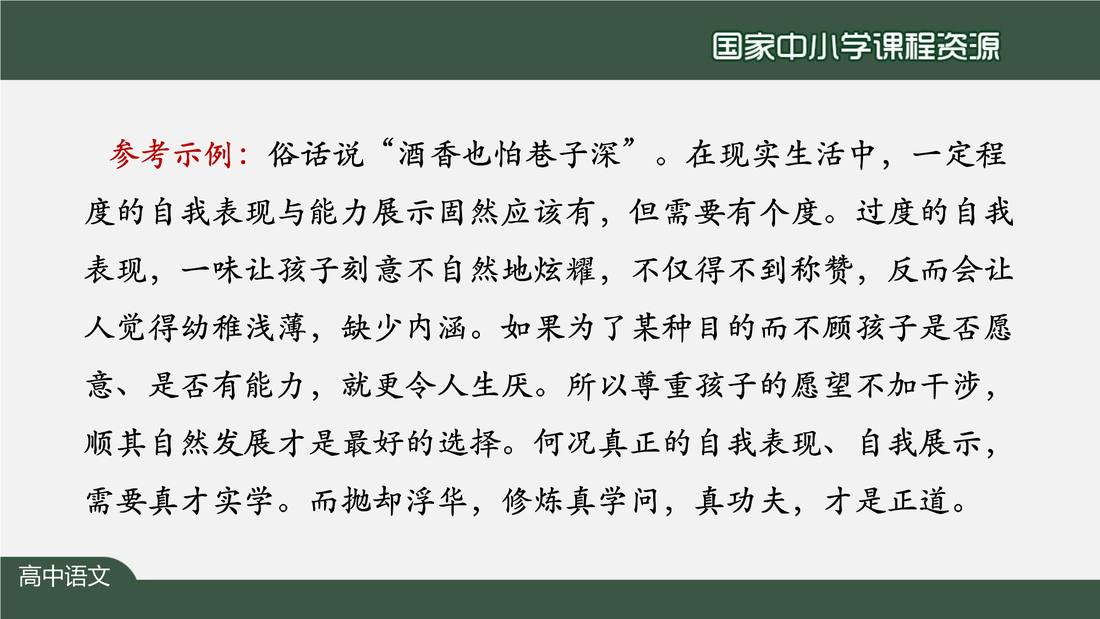 国家中小学课程资源
参考示例：俗话说“酒香也怕巷子深”。在现实生活中，一定程
度的自我表现与能力展示固然应该有，但需要有个度。过度的自我
表现，一味让孩子刻意不自然地炫耀，不仅得不到称赞，反而会让
人觉得幼稚浅薄，缺少内涵。如果为了某种目的而不顾孩子是否愿
意、是否有能力，就更令人生厌。所以尊重孩子的愿望不加干涉，
顺其自然发展才是最好的选择。何况真正的自我表现、自我展示，
需要真才实学。而抛却浮华，修炼真学问，真功夫，才是正道。
高中语文